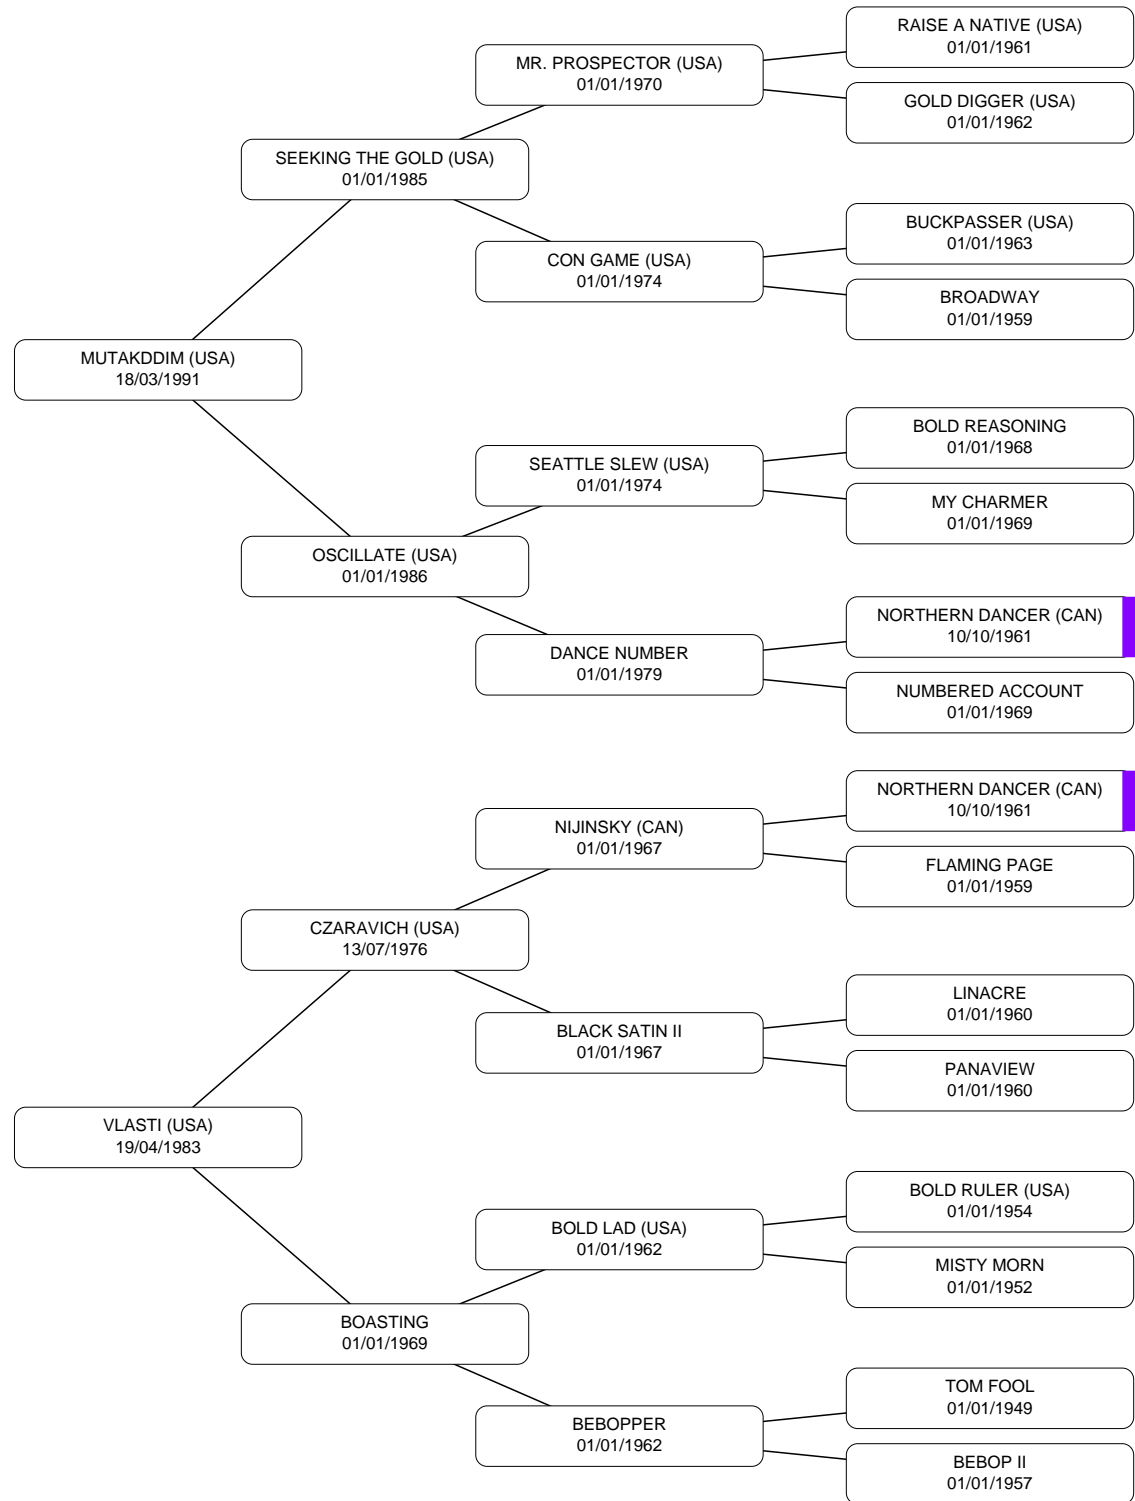 RAISE A NATIVE (USA)
01/01/1961
MR. PROSPECTOR (USA)
01/01/1970
GOLD DIGGER (USA)
01/01/1962
SEEKING THE GOLD (USA)
01/01/1985
BUCKPASSER (USA)
01/01/1963
CON GAME (USA)
01/01/1974
BROADWAY
01/01/1959
MUTAKDDIM (USA)
18/03/1991
BOLD REASONING
01/01/1968
SEATTLE SLEW (USA)
01/01/1974
MY CHARMER
01/01/1969
OSCILLATE (USA)
01/01/1986
NORTHERN DANCER (CAN)
10/10/1961
DANCE NUMBER
01/01/1979
NUMBERED ACCOUNT
01/01/1969
NORTHERN DANCER (CAN)
10/10/1961
NIJINSKY (CAN)
01/01/1967
FLAMING PAGE
01/01/1959
CZARAVICH (USA)
13/07/1976
LINACRE
01/01/1960
BLACK SATIN II
01/01/1967
PANAVIEW
01/01/1960
VLASTI (USA)
19/04/1983
BOLD RULER (USA)
01/01/1954
BOLD LAD (USA)
01/01/1962
MISTY MORN
01/01/1952
BOASTING
01/01/1969
TOM FOOL
01/01/1949
BEBOPPER
01/01/1962
BEBOP II
01/01/1957